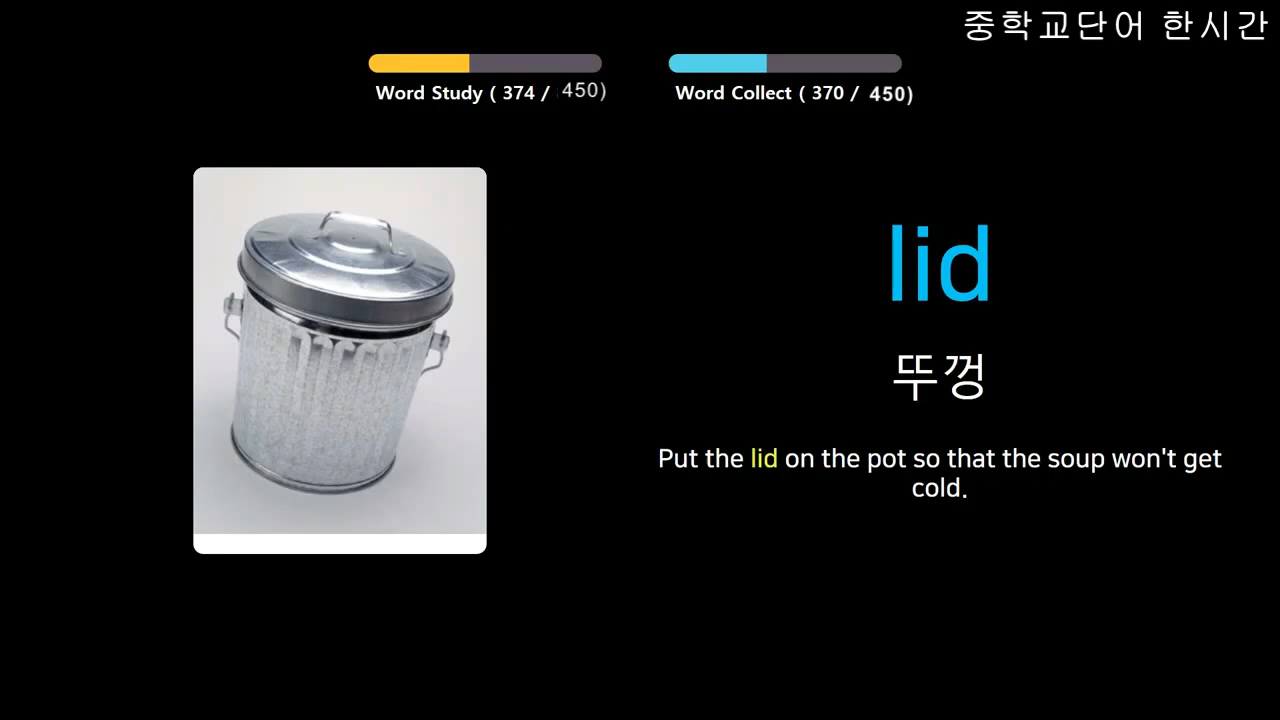 중학교단어 한시간
Word Study ( 374 / 450)
Word Collect ( 370 / 450)
lid
뚜껑
Put the lid on the pot so that the soup won't get
cold.